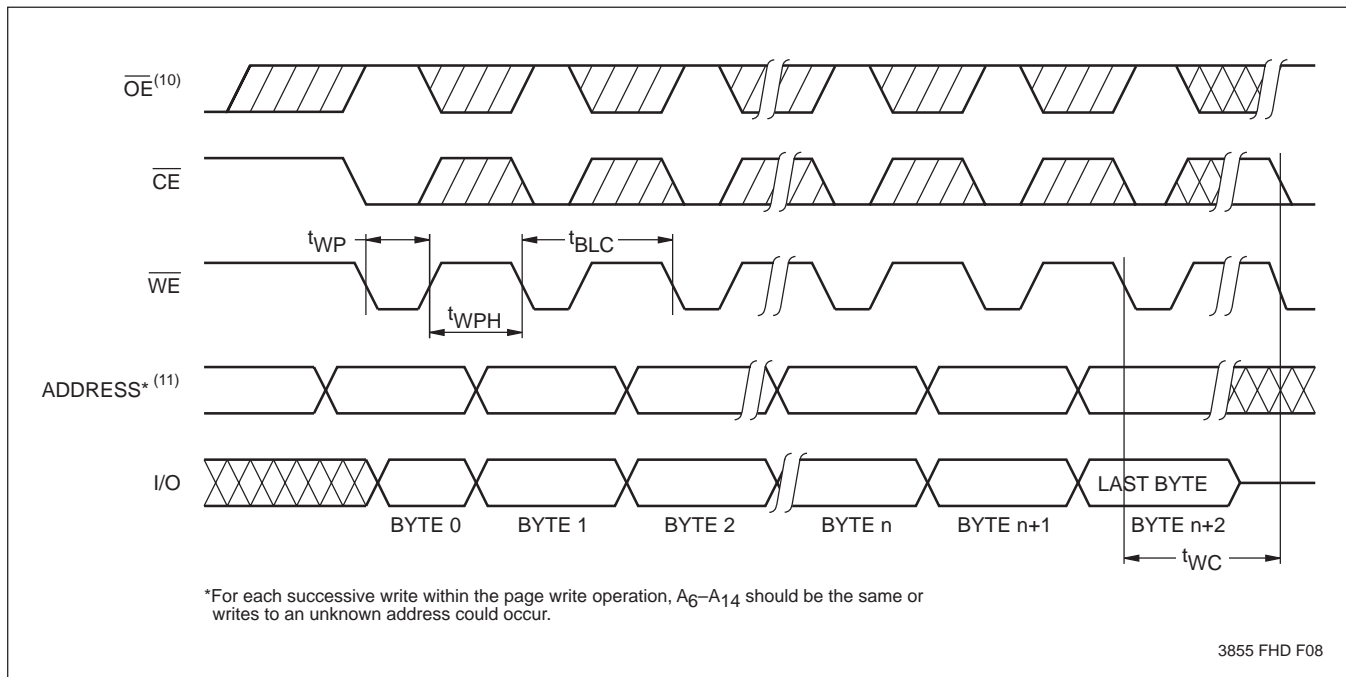 OE(10)
CE
tWP
tBLC
WE
tWPH
ADDRESS* (11)
I/O
LAST BYTE
BYTE 0 BYTE 1 BYTE 2 BYTE n BYTE n+1 BYTE n+2
tWC
*For each successive write within the page write operation, A6–A14 should be the same or
writes to an unknown address could occur.
3855 FHD F08